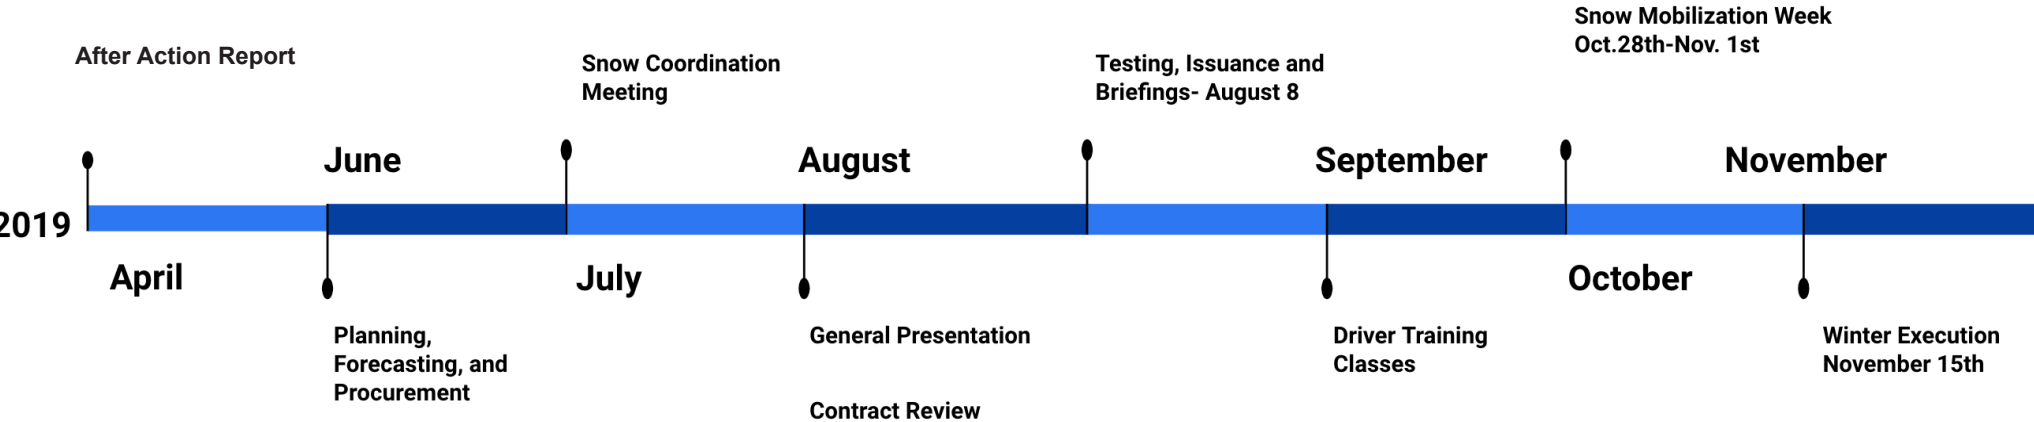 Snow Mobilization Week
Oct.28th-Nov. 1st
After Action Report
Snow Coordination
Meeting
Testing, Issuance and
Briefings- August 8
June
August
September
November
2019
April
July
October
Planning,
Forecasting, and
Procurement
General Presentation
Contract Review
Driver Training
Classes
Winter Execution
November 15th